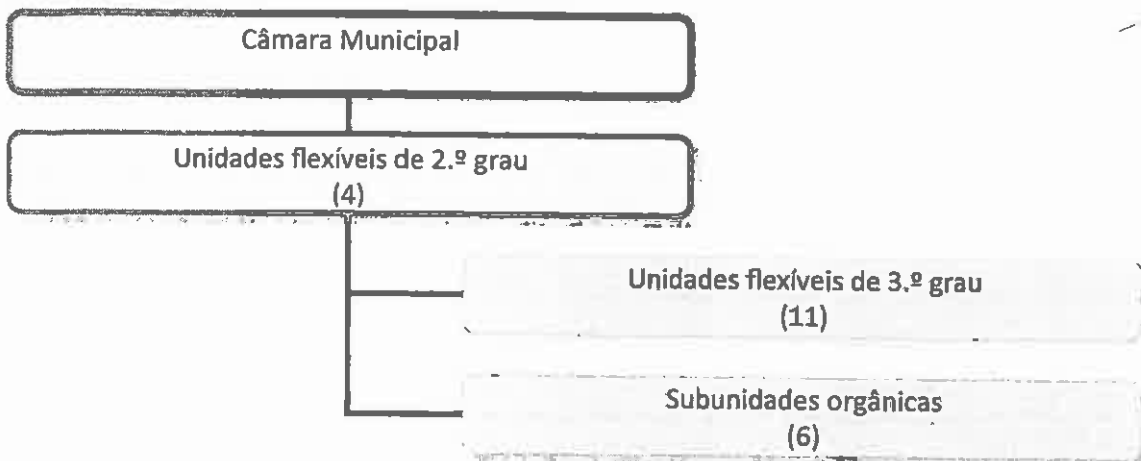 Câmara Municipal
Unidades flexíveis de 2.º grau
(4)
Unidades flexíveis de 3.º grau
(11)
Subunidades orgânicas
(6)